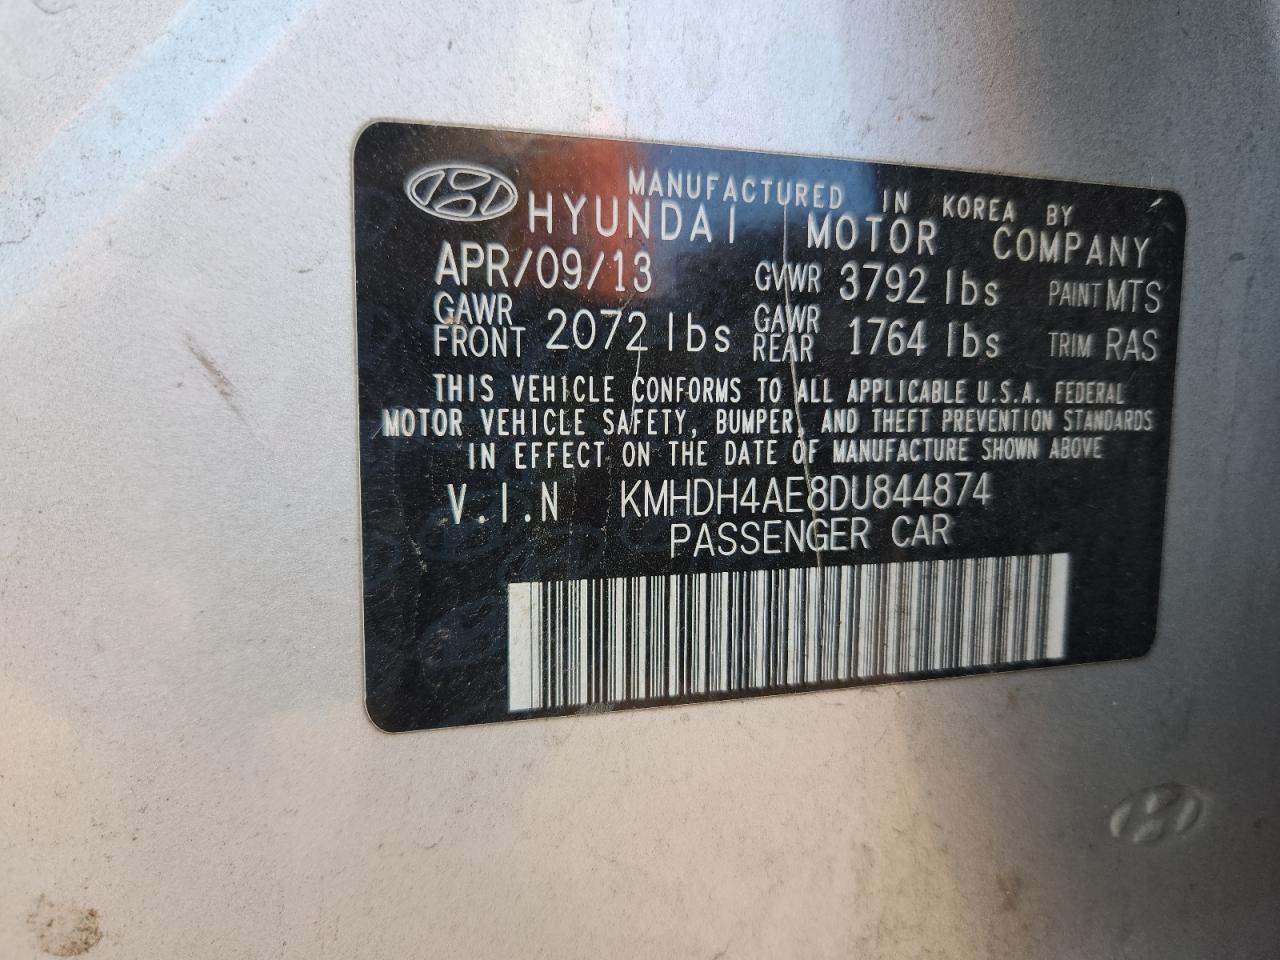 MANUFACTURED IN KOREA BY
HYUNDAI MOTOR COMPANY
APR/09/13 GVWR 3792 lbs PAINT MTS
GAWR FRONT 2072 lbs GAWR REAR 1764 lbs TRIM RAS
THIS VEHICLE CONFORMS TO ALL APPLICABLE U.S.A. FEDERAL
MOTOR VEHICLE SAFETY, BUMPER, AND THEFT PREVENTION STANDARDS
IN EFFECT ON THE DATE OF MANUFACTURE SHOWN ABOVE
V.I.N KMHDH4AE8DU844874
PASSENGER CAR